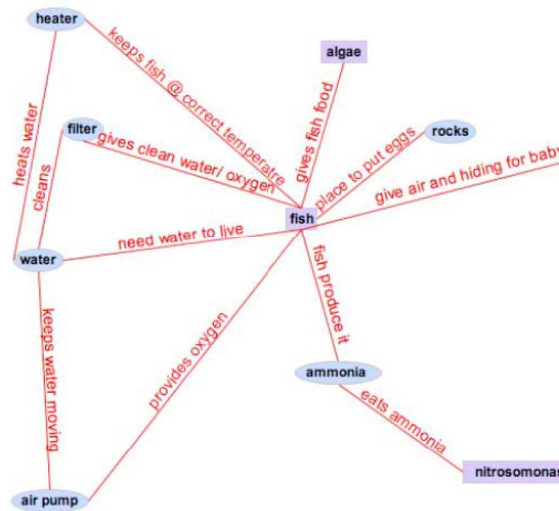 heater
keeps fish @ correct temperatre
algae
gives fish food
heats water
filter
gives clean water/ oxygen
rocks
place to put eggs
give air and hiding for baby
cleans
fish
need water to live
water
fish produce it
keeps water moving
provides oxygen
ammonia
eats ammonia
nitrosomonas
air pump